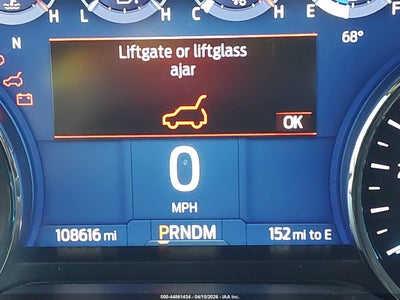 H L H C H E F
N
68°
Liftgate or liftglass
ajar
OK
0
MPH
108616 mi
PRNDM
152 mi to E
000-44861434 - 04/15/2026 - IAA Inc.